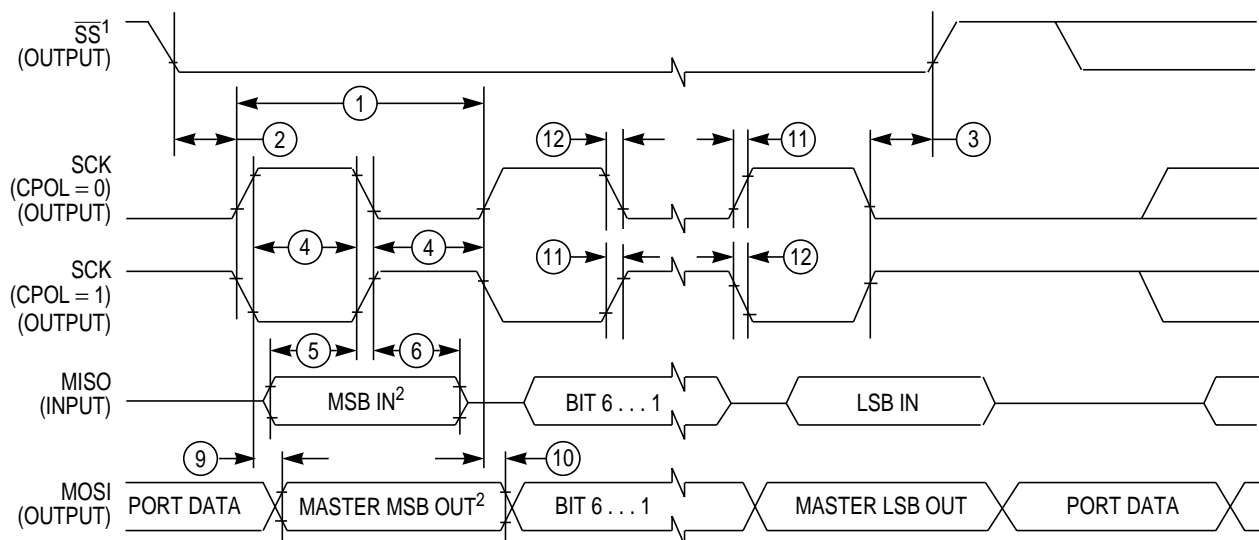 SS¹
(OUTPUT)
1
2
12
11
3
SCK
(CPOL = 0)
(OUTPUT)
4
4
SCK
(CPOL = 1)
(OUTPUT)
11
12
5
6
MISO
(INPUT)
MSB IN²
BIT 6 . . . 1
LSB IN
9
10
MOSI
(OUTPUT)
PORT DATA
MASTER MSB OUT²
BIT 6 . . . 1
MASTER LSB OUT
PORT DATA